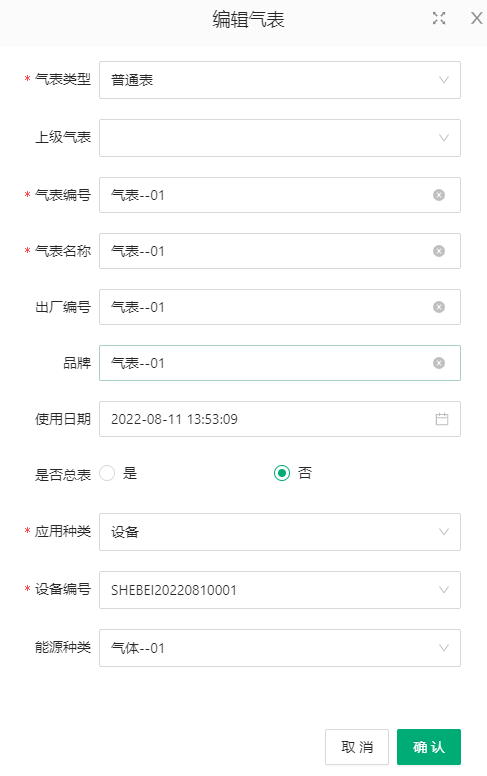 编辑气表
* 气表类型 普通表
上级气表
* 气表编号 气表--01
* 气表名称 气表--01
出厂编号 气表--01
品牌 气表--01
使用日期 2022-08-11 13:53:09
是否总表 是 否
* 应用种类 设备
* 设备编号 SHEBEI20220810001
能源种类 气体--01
取 消 确 认